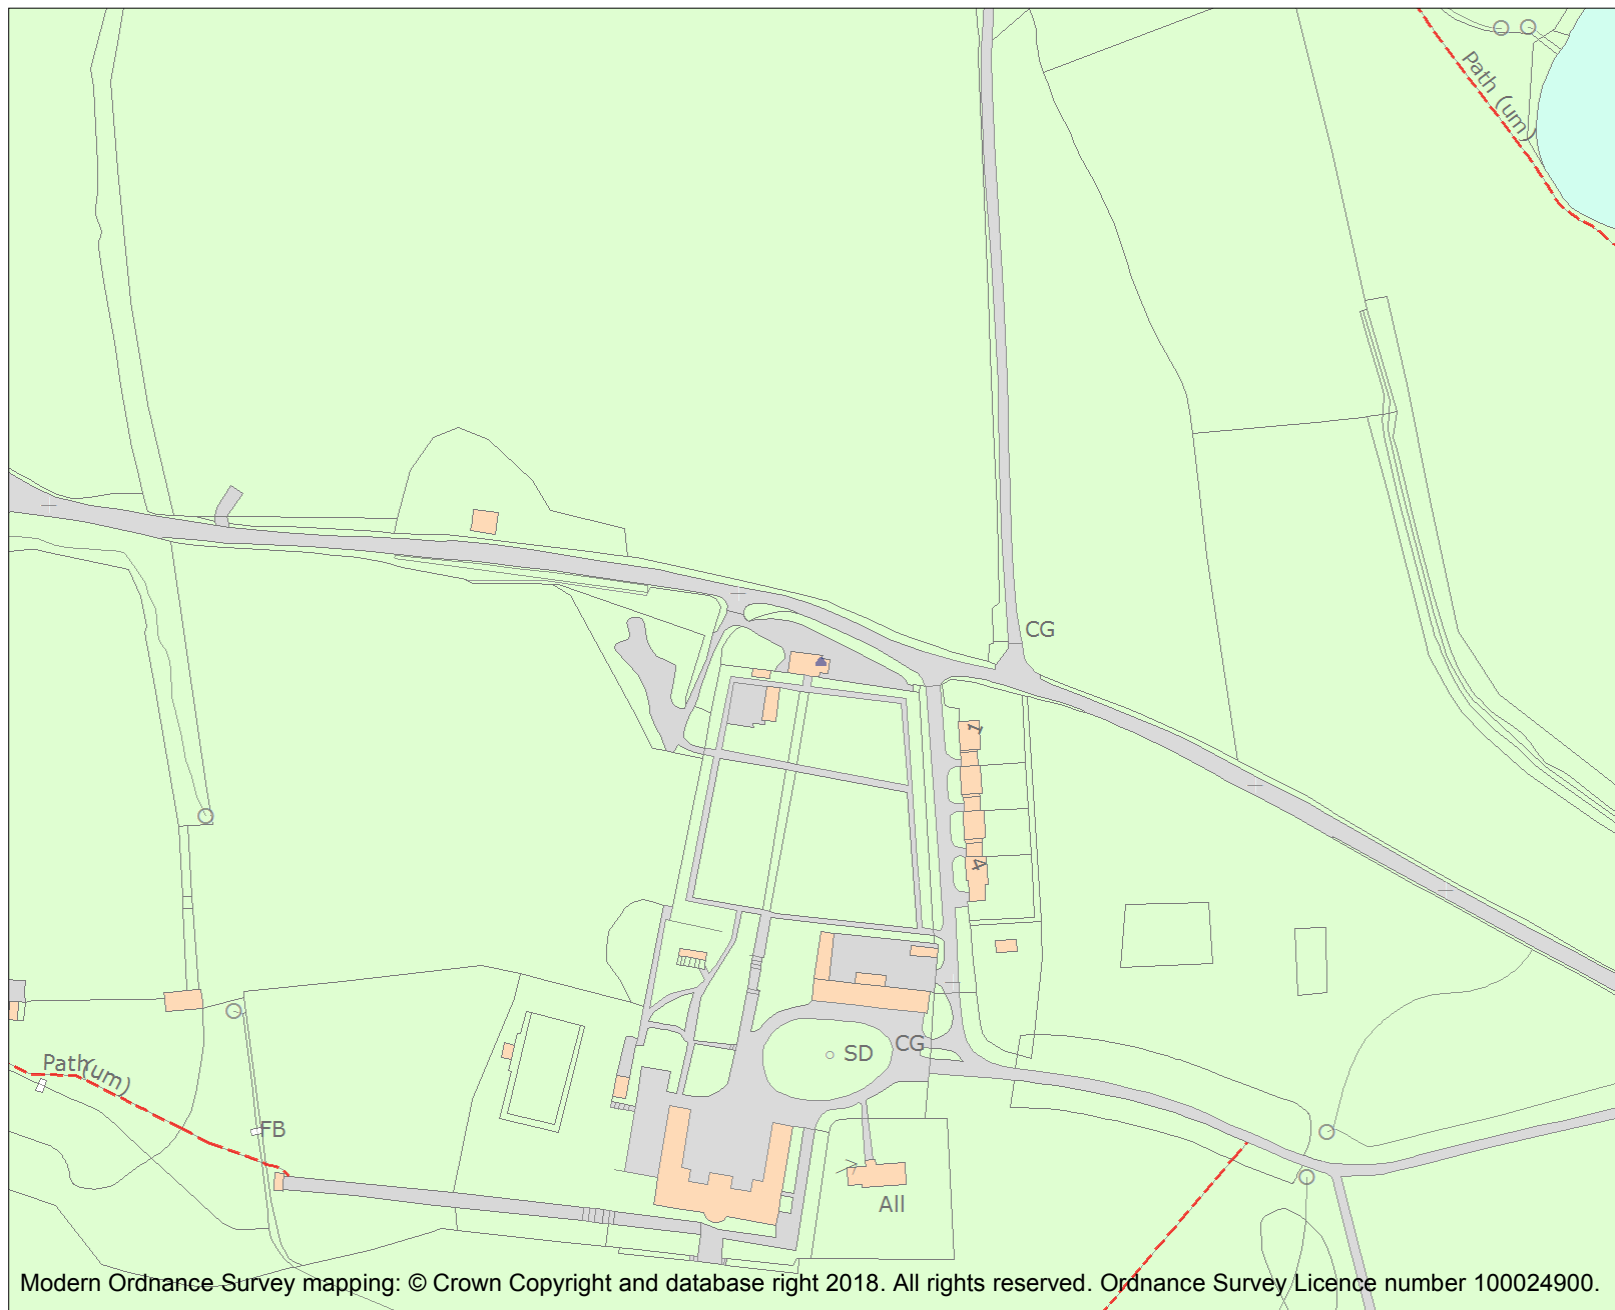 Path (um)
CG
1
4
SD
CG
Path (um)
FB
All
Modern Ordnance Survey mapping: © Crown Copyright and database right 2018. All rights reserved. Ordnance Survey Licence number 100024900.